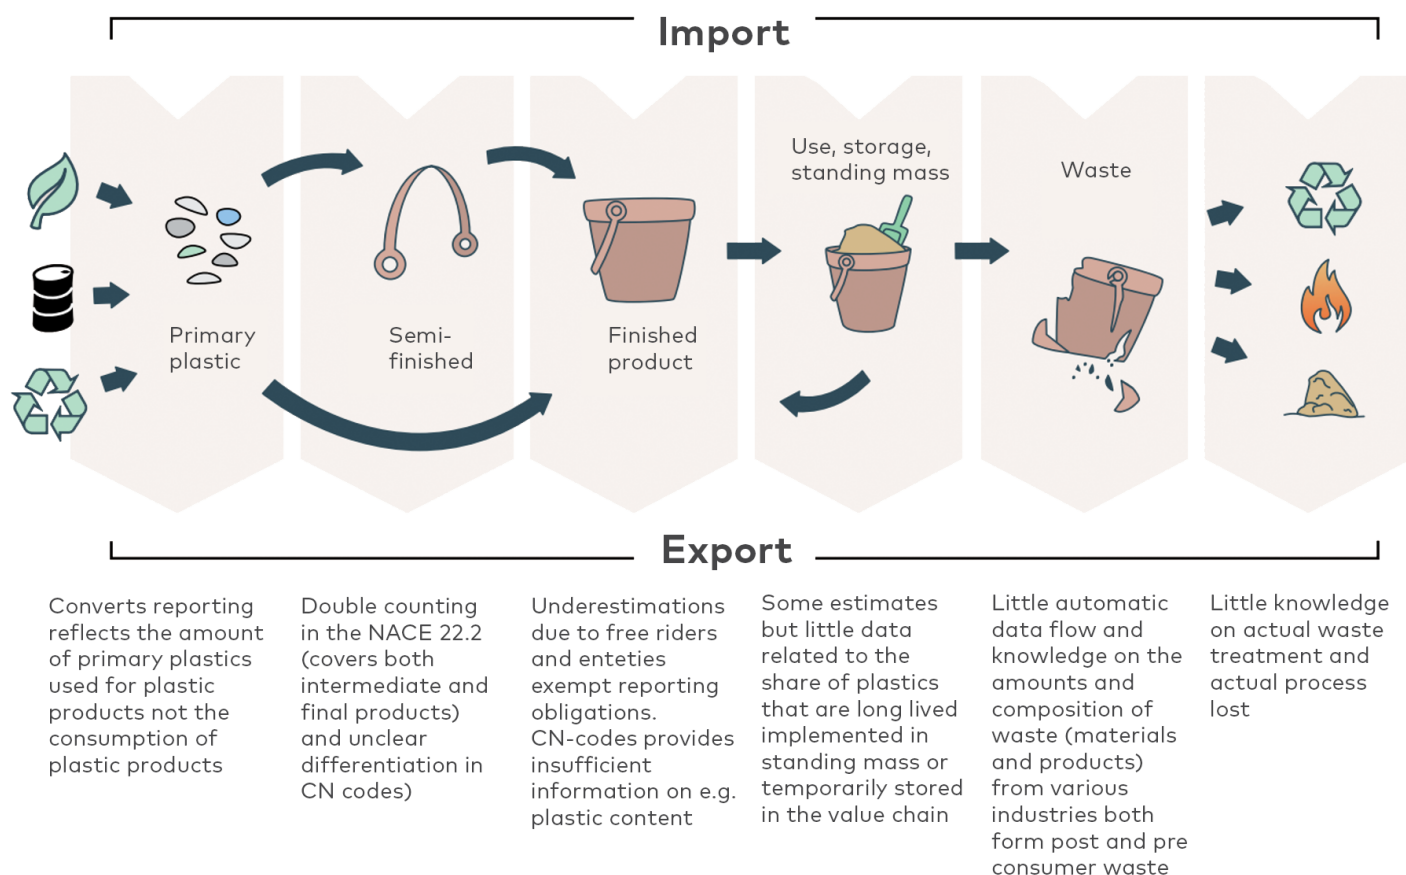 Import
Use, storage,
standing mass
Waste
Primary
plastic
Semi-
finished
Finished
product
Export
Converts reporting
reflects the amount
of primary plastics
used for plastic
products not the
consumption of
plastic products
Double counting
in the NACE 22.2
(covers both
intermediate and
final products)
and unclear
differentiation in
CN codes)
Underestimations
due to free riders
and enteties
exempt reporting
obligations.
CN-codes provides
insufficient
information on e.g.
plastic content
Some estimates
but little data
related to the
share of plastics
that are long lived
implemented in
standing mass or
temporarily stored
in the value chain
Little automatic
data flow and
knowledge on the
amounts and
composition of
waste (materials
and products)
from various
industries both
form post and pre
consumer waste
Little knowledge
on actual waste
treatment and
actual process
lost